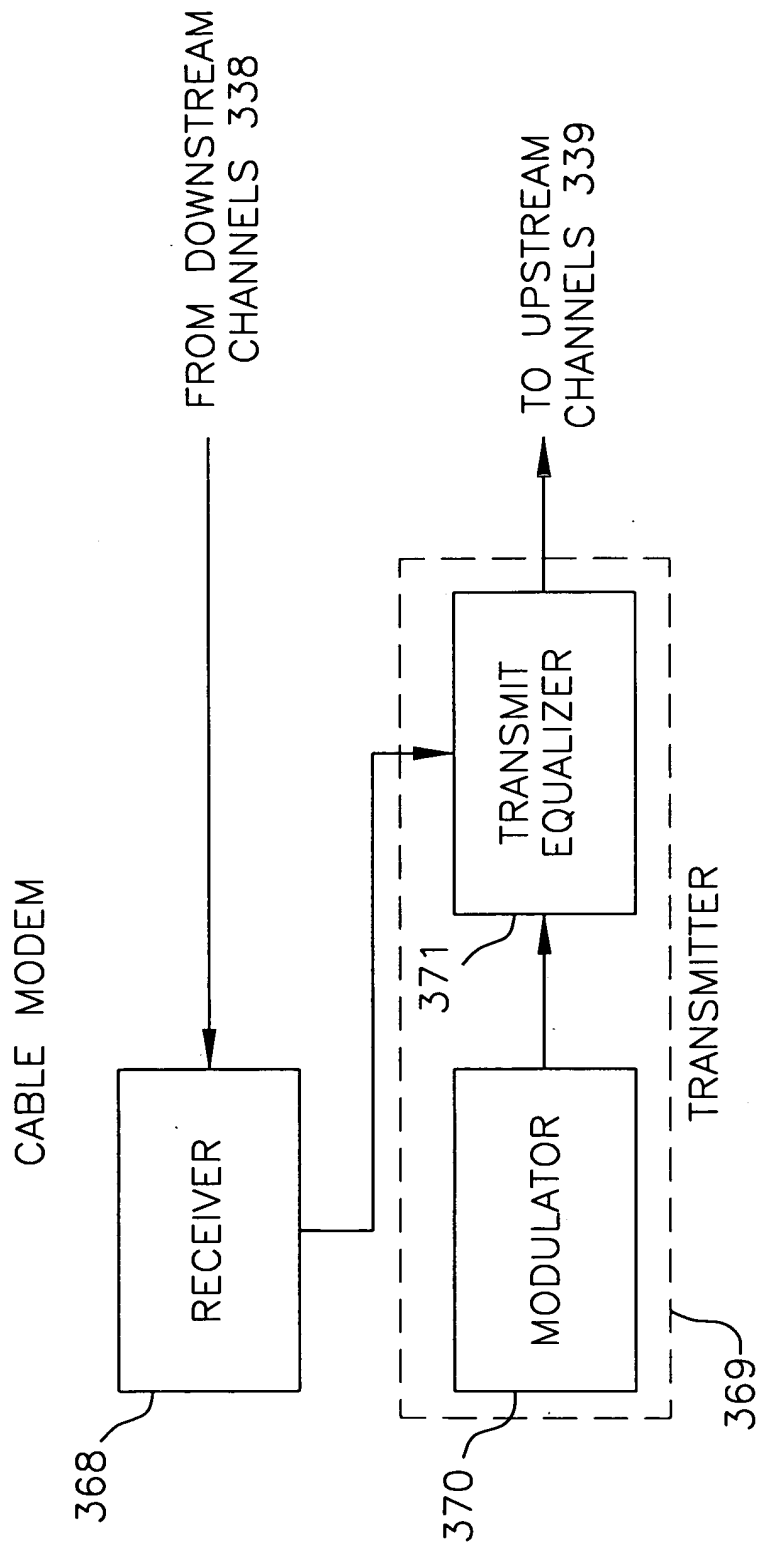 CABLE MODEM
368
RECEIVER
FROM DOWNSTREAM
CHANNELS 338
370
MODULATOR
371
TRANSMIT
EQUALIZER
TO UPSTREAM
CHANNELS 339
369
TRANSMITTER